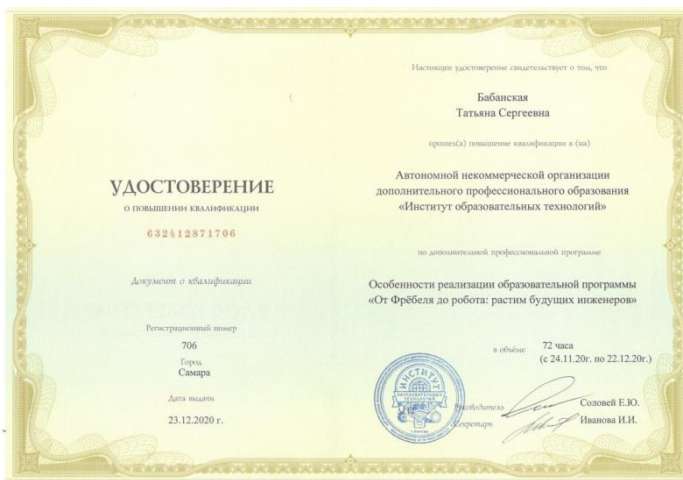 УДОСТОВЕРЕНИЕ
О ПОВЫШЕНИИ КВАЛИФИКАЦИИ
632412871706
Документ о квалификации
Регистрационный номер
706
Город
Самара
Дата выдачи
23.12.2020 г.
Настоящее удостоверение свидетельствует о том, что
Бабанская
Татьяна Сергеевна
прошел(а) повышение квалификации в (на)
Автономной некоммерческой организации
дополнительного профессионального образования
«Институт образовательных технологий»
по дополнительной профессиональной программе
Особенности реализации образовательной программы
«От Фрёбеля до робота: растим будущих инженеров»
в объёме 72 часа
(с 24.11.20г. по 22.12.20г.)
ИНСТИТУТ
ОБРАЗОВАТЕЛЬНЫХ
ТЕХНОЛОГИЙ
Руководитель Соловей Е.Ю.
Секретарь Иванова И.И.